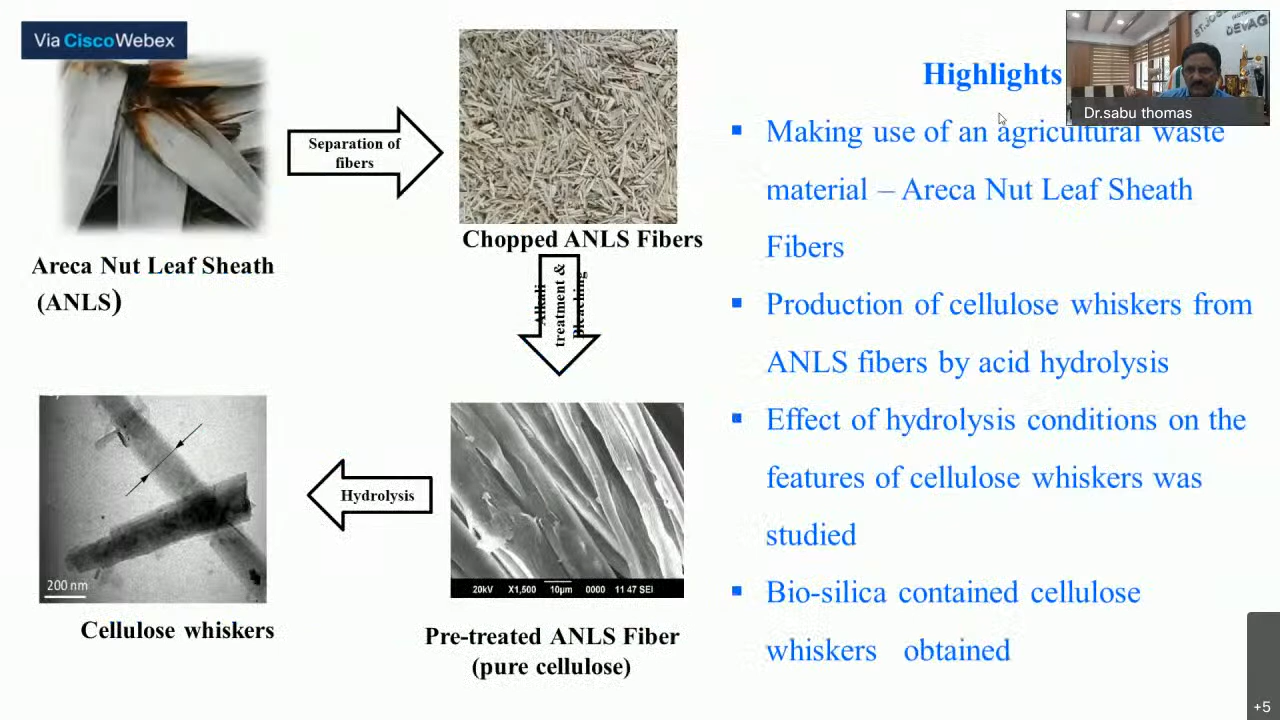 Via CiscoWebex
Areca Nut Leaf Sheath
(ANLS)
Separation of
fibers
Chopped ANLS Fibers
Alkali
treatment &
Bleaching
20kV X1,500 10µm 0000 11 47 SEI
Pre-treated ANLS Fiber
(pure cellulose)
Hydrolysis
200 nm
Cellulose whiskers
Highlights
▪ Making use of an agricultural waste
material – Areca Nut Leaf Sheath
Fibers
▪ Production of cellulose whiskers from
ANLS fibers by acid hydrolysis
▪ Effect of hydrolysis conditions on the
features of cellulose whiskers was
studied
▪ Bio-silica contained cellulose
whiskers obtained
Dr.sabu thomas
+5